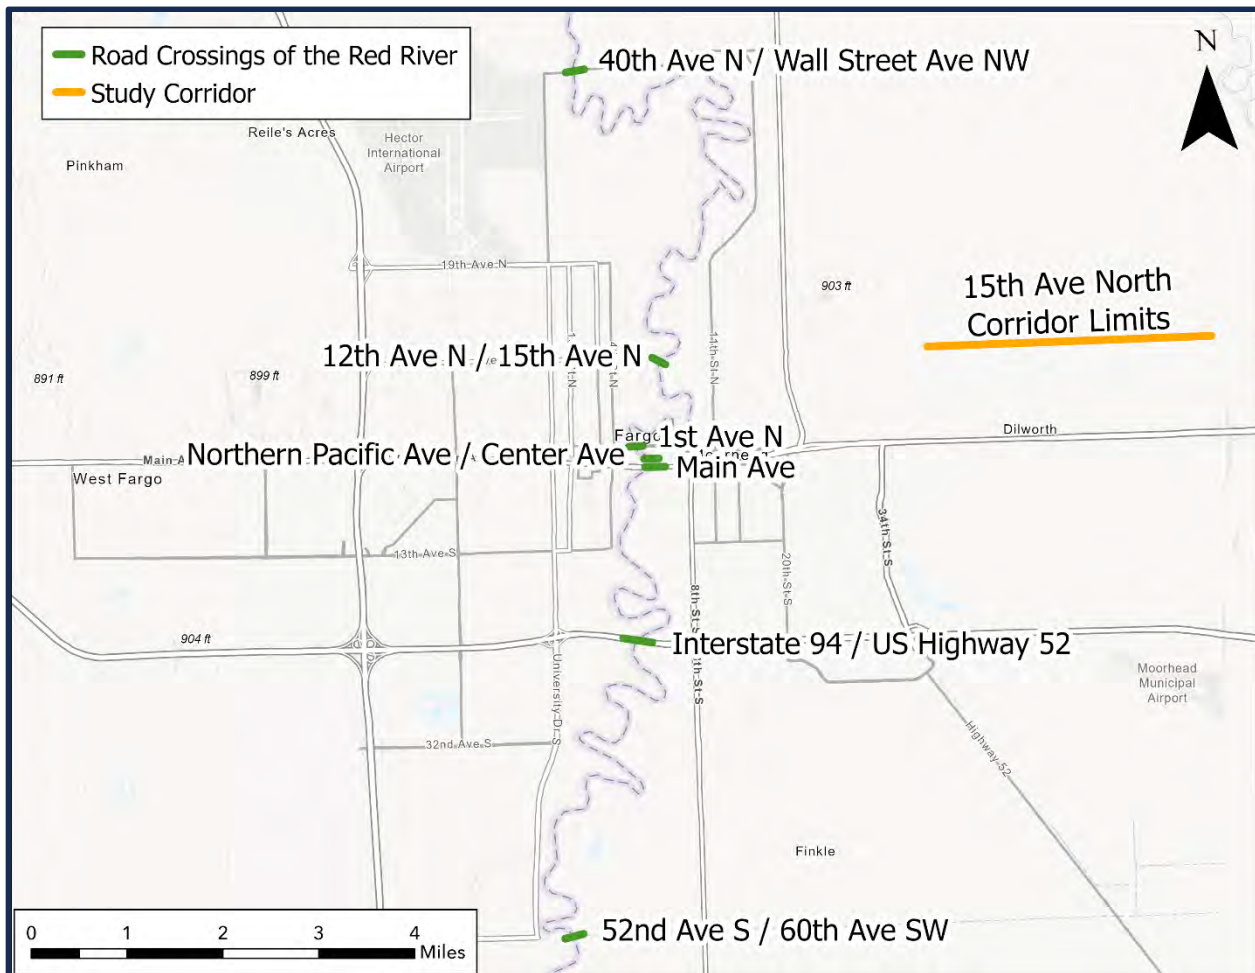 Road Crossings of the Red River
Study Corridor
40th Ave N / Wall Street Ave NW
N
Reile's Acres
Hector
International
Airport
Pinkham
19th Ave N
903 ft
15th Ave North
Corridor Limits
11th St N
12th Ave N / 15th Ave N
891 ft
899 ft
Fargo
1st Ave N
Dilworth
Northern Pacific Ave / Center Ave
Main Ave
West Fargo
34th St S
13th Ave S
20th St S
8th St S
904 ft
Interstate 94 / US Highway 52
University Dr S
Moorhead
Municipal
Airport
32nd Ave S
Highway 52
Finkle
52nd Ave S / 60th Ave SW
0 1 2 3 4
Miles